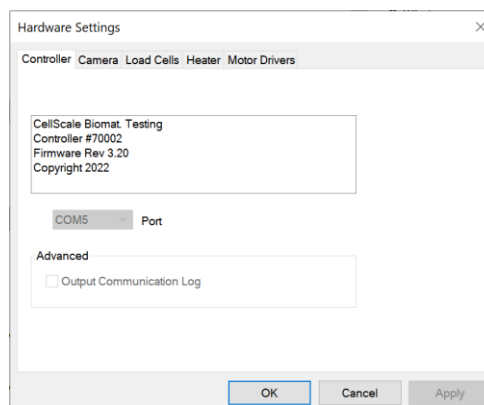 Hardware Settings
Controller Camera Load Cells Heater Motor Drivers
CellScale Biomat. Testing
Controller #70002
Firmware Rev 3.20
Copyright 2022
COM5 Port
Advanced
Output Communication Log
OK Cancel Apply